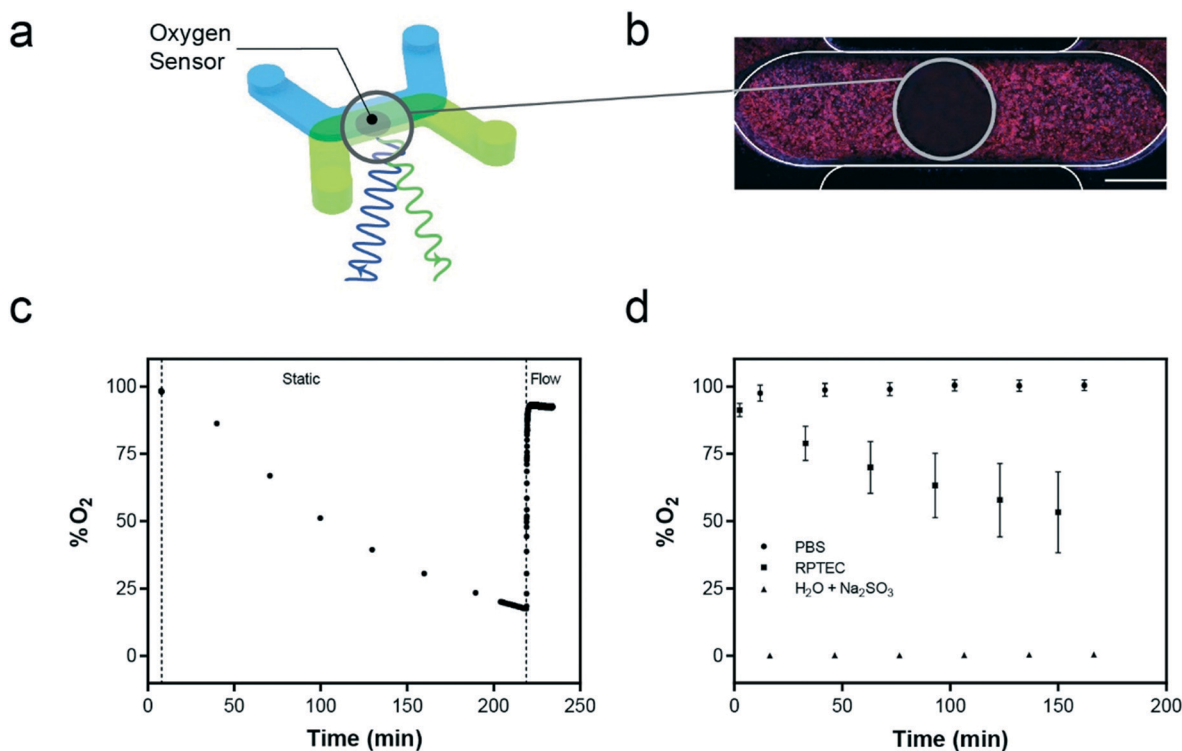 a
Oxygen
Sensor
b
c
%O₂
100
75
50
25
0
Static
Flow
0
50
100
150
200
250
Time (min)
d
%O₂
100
75
50
25
0
PBS
RPTEC
H₂O + Na₂SO₃
0
50
100
150
200
Time (min)